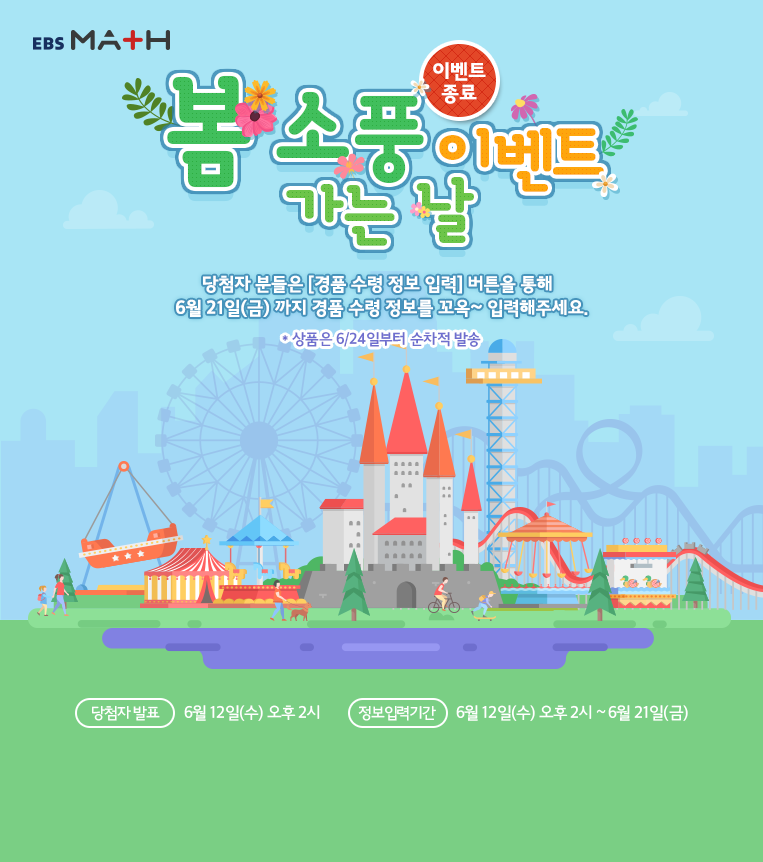 EBS MATH
이벤트
종료
봄 소풍 이벤트
가는 날
당첨자 분들은 [경품 수령 정보 입력] 버튼을 통해
6월 21일(금) 까지 경품 수령 정보를 꼬옥~ 입력해주세요.
* 상품은 6/24일부터 순차적 발송
당첨자 발표 6월 12일(수) 오후 2시 정보입력기간 6월 12일(수) 오후 2시 ~ 6월 21일(금)